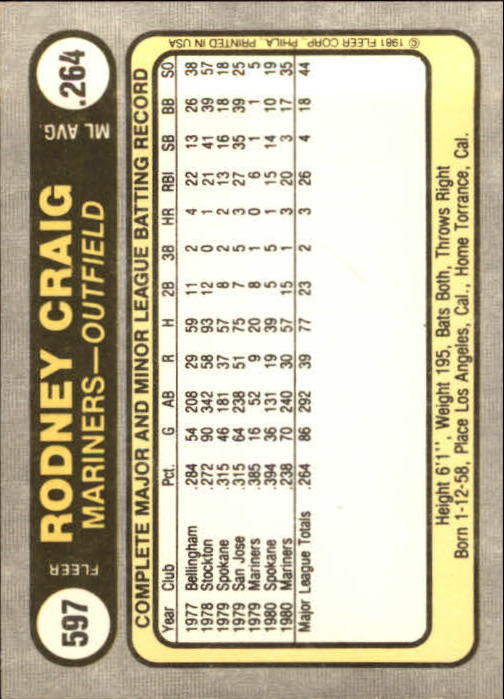 597
FLEER
RODNEY CRAIG
MARINERS—OUTFIELD
ML AVG. .264
COMPLETE MAJOR AND MINOR LEAGUE BATTING RECORD
Year Club Pct. G AB R H 2B 3B HR RBI SB BB SO
1977 Bellingham .284 54 208 29 59 11 2 4 22 13 26 38
1978 Stockton .272 90 342 58 93 12 0 1 21 41 39 57
1979 Spokane .315 46 181 37 57 8 2 2 13 16 18 18
1979 San Jose .315 64 238 51 75 7 5 3 27 35 39 25
1979 Mariners .385 16 52 9 20 8 1 0 6 1 1 5
1980 Spokane .394 36 131 19 39 5 5 1 15 14 10 19
1980 Mariners .238 70 240 30 57 15 1 3 20 3 17 35
Major League Totals .264 86 292 39 77 23 2 3 26 4 18 44
Height 6'1", Weight 195, Bats Both, Throws Right
Born 1-12-58, Place Los Angeles, Cal., Home Torrance, Cal.
© 1981 FLEER CORP., PHILA., PRINTED IN USA